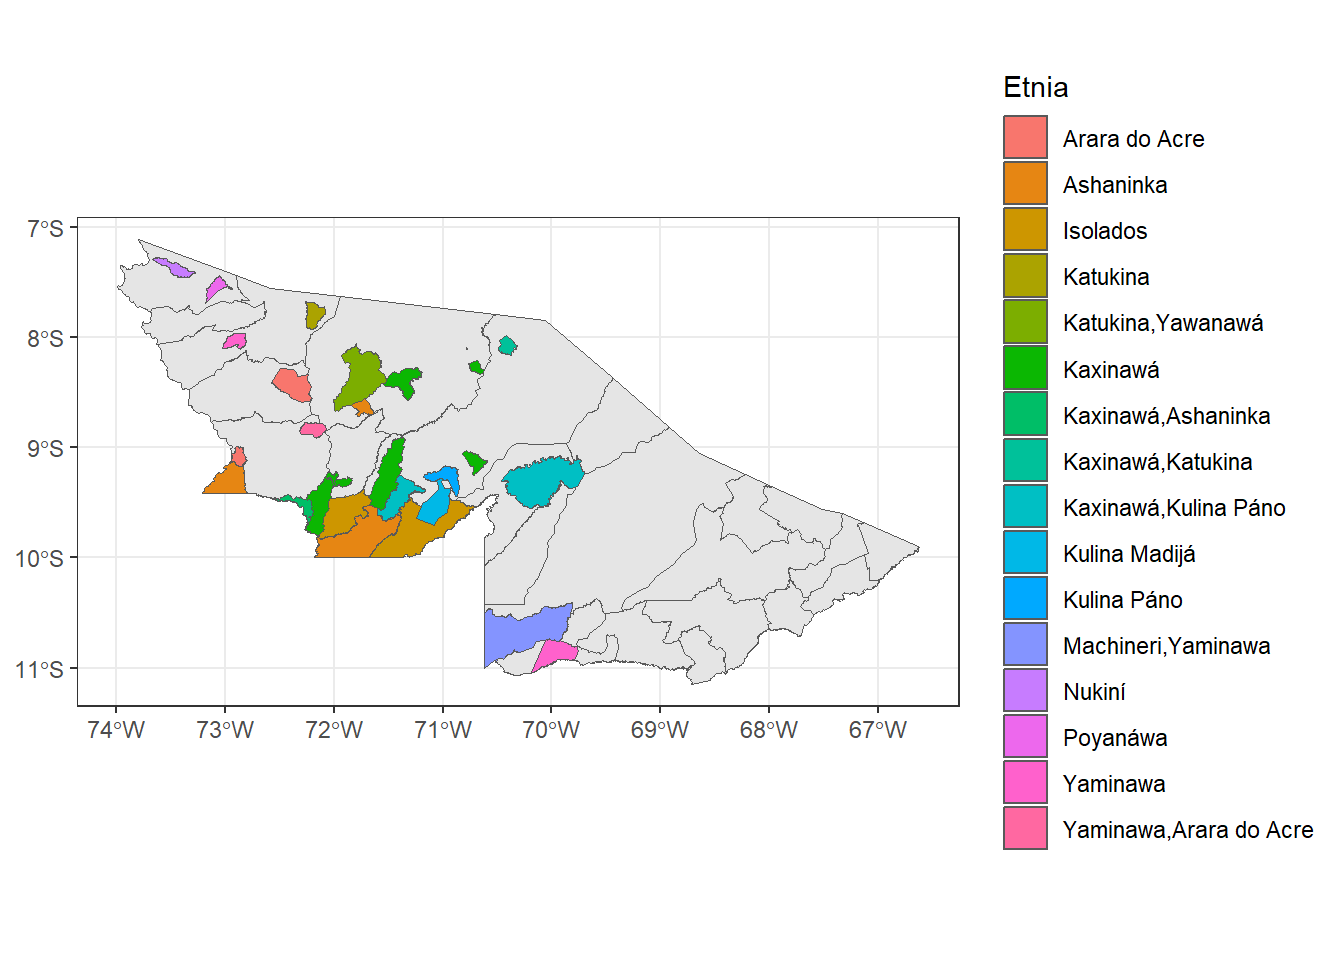 Etnia
Arara do Acre
Ashaninka
Isolados
Katukina
Katukina,Yawanawá
Kaxinawá
Kaxinawá,Ashaninka
Kaxinawá,Katukina
Kaxinawá,Kulina Páno
Kulina Madijá
Kulina Páno
Machineri,Yaminawa
Nukiní
Poyanáwa
Yaminawa
Yaminawa,Arara do Acre
7°S
8°S
9°S
10°S
11°S
74°W 73°W 72°W 71°W 70°W 69°W 68°W 67°W